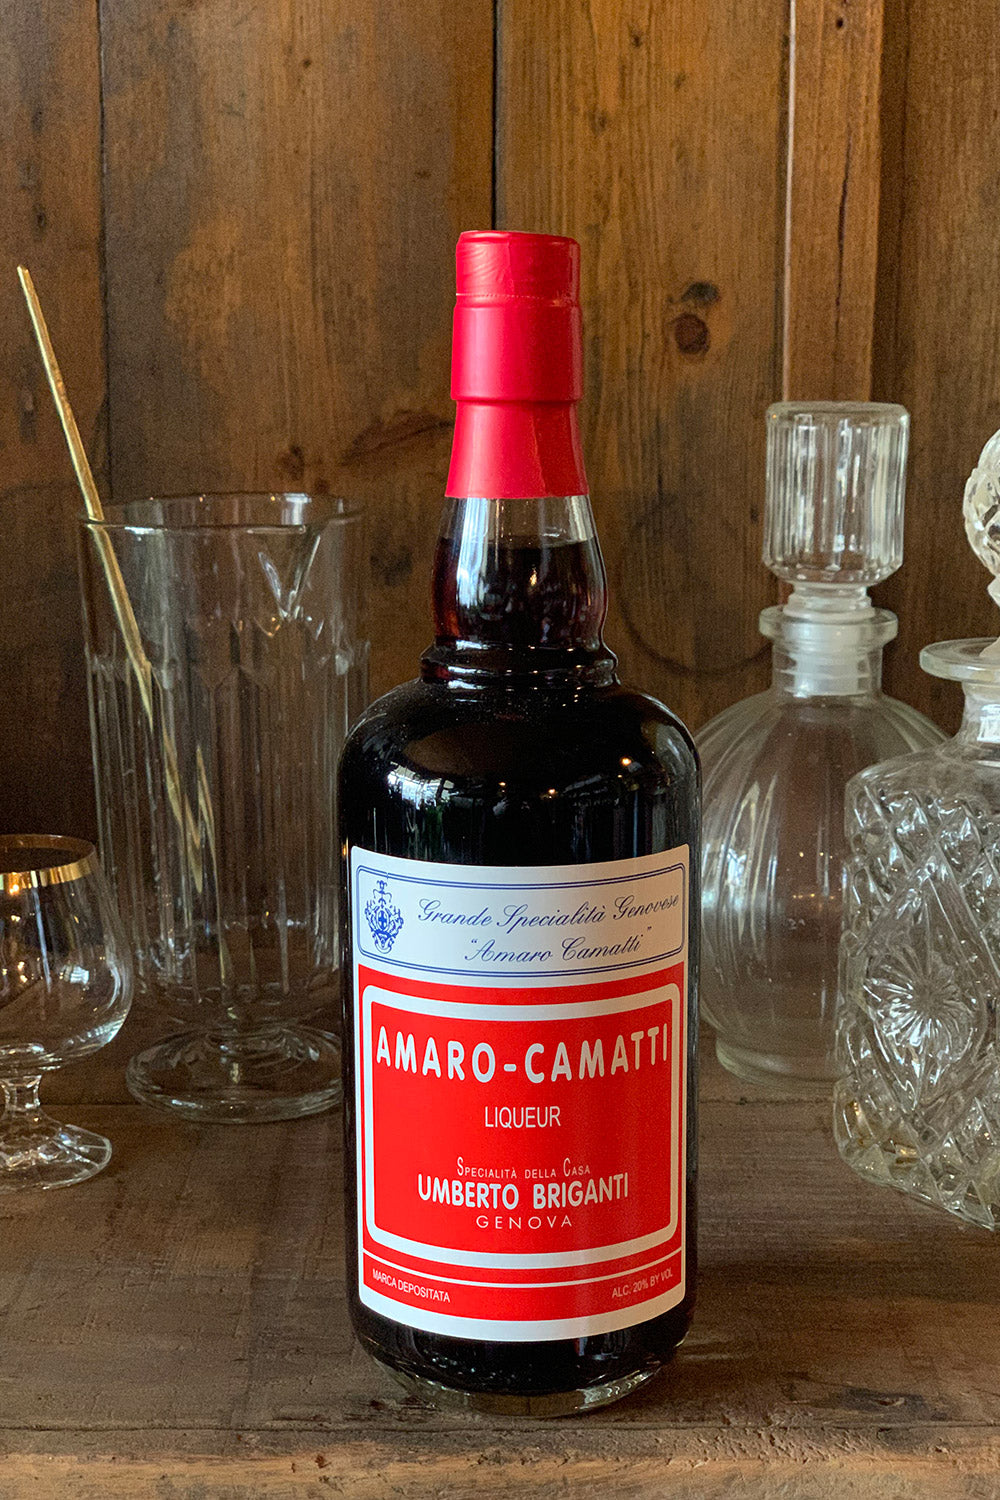 Grande Specialità Genovese
"Amaro Camatti"
AMARO-CAMATTI
LIQUEUR
SPECIALITÀ DELLA CASA
UMBERTO BRIGANTI
GENOVA
MARCA DEPOSITATA
ALC. 20% BY VOL